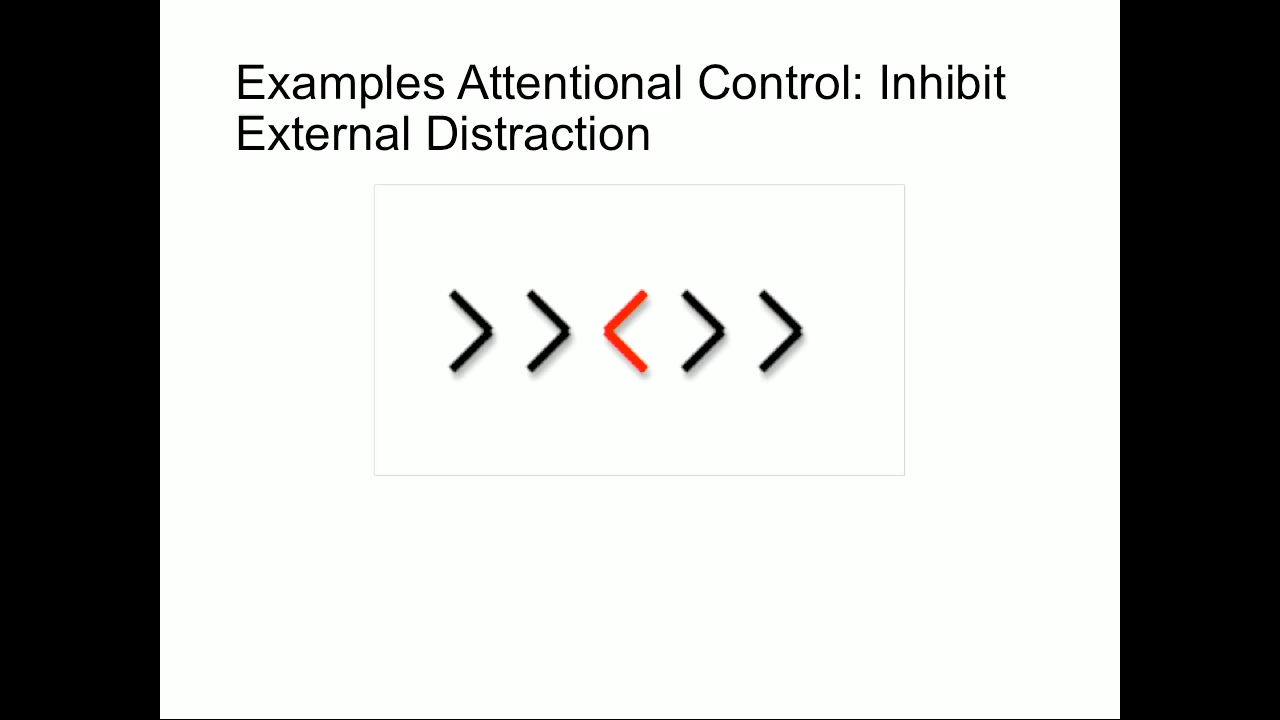 Examples Attentional Control: Inhibit
External Distraction
> > < > >